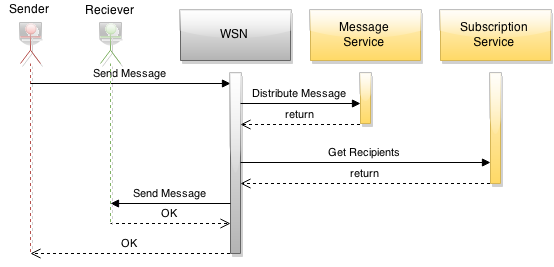 Sender
Reciever
WSN
Message
Service
Subscription
Service
Send Message
Distribute Message
return
Get Recipients
return
Send Message
OK
OK